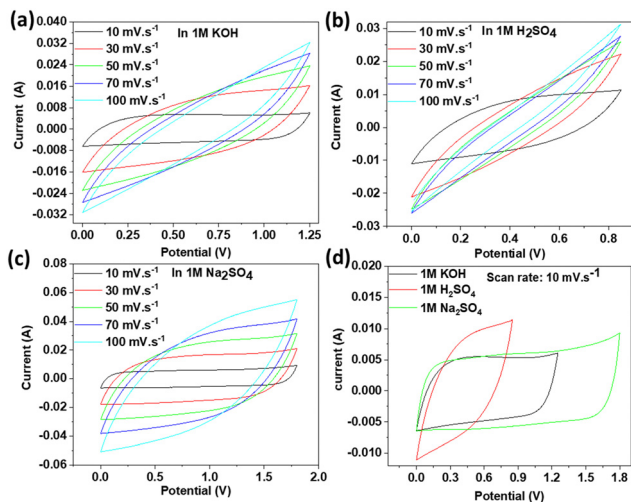 (a)
In 1M KOH
10 mV.s-1
30 mV.s-1
50 mV.s-1
70 mV.s-1
100 mV.s-1
0.040
0.032
0.024
0.016
0.008
0.000
-0.008
-0.016
-0.024
-0.032
Current (A)
0.00 0.25 0.50 0.75 1.00 1.25
Potential (V)
(b)
In 1M H2SO4
10 mV.s-1
30 mV.s-1
50 mV.s-1
70 mV.s-1
100 mV.s-1
0.03
0.02
0.01
0.00
-0.01
-0.02
-0.03
Current (A)
0.0 0.2 0.4 0.6 0.8
Potential (V)
(c)
In 1M Na2SO4
10 mV.s-1
30 mV.s-1
50 mV.s-1
70 mV.s-1
100 mV.s-1
0.08
0.06
0.04
0.02
0.00
-0.02
-0.04
-0.06
Current (A)
0.0 0.5 1.0 1.5 2.0
Potential (V)
(d)
1M KOH
1M H2SO4
1M Na2SO4
Scan rate: 10 mV.s-1
0.020
0.015
0.010
0.005
0.000
-0.005
-0.010
current (A)
0.0 0.3 0.6 0.9 1.2 1.5 1.8
Potential (V)